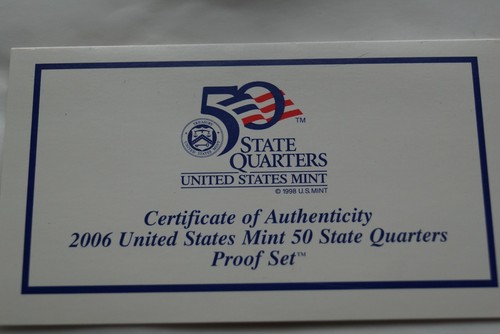 50 ™
STATE
QUARTERS
UNITED STATES MINT
© 1998 U.S. MINT
Certificate of Authenticity
2006 United States Mint 50 State Quarters
Proof Set™